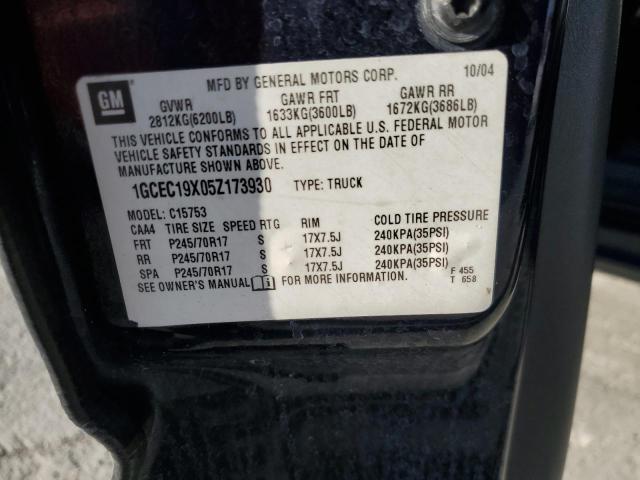 MFD BY GENERAL MOTORS CORP. 10/04
GM
GVWR GAWR FRT GAWR RR
2812KG(6200LB) 1633KG(3600LB) 1672KG(3686LB)
THIS VEHICLE CONFORMS TO ALL APPLICABLE U.S. FEDERAL MOTOR
VEHICLE SAFETY STANDARDS IN EFFECT ON THE DATE OF
MANUFACTURE SHOWN ABOVE.
1GCEC19X05Z173930 TYPE: TRUCK
MODEL: C15753
CAA4 TIRE SIZE SPEED RTG RIM COLD TIRE PRESSURE
FRT P245/70R17 S 17X7.5J 240KPA(35PSI)
RR P245/70R17 S 17X7.5J 240KPA(35PSI)
SPA P245/70R17 S 17X7.5J 240KPA(35PSI)
SEE OWNER'S MANUAL i FOR MORE INFORMATION.
F 455
T 658